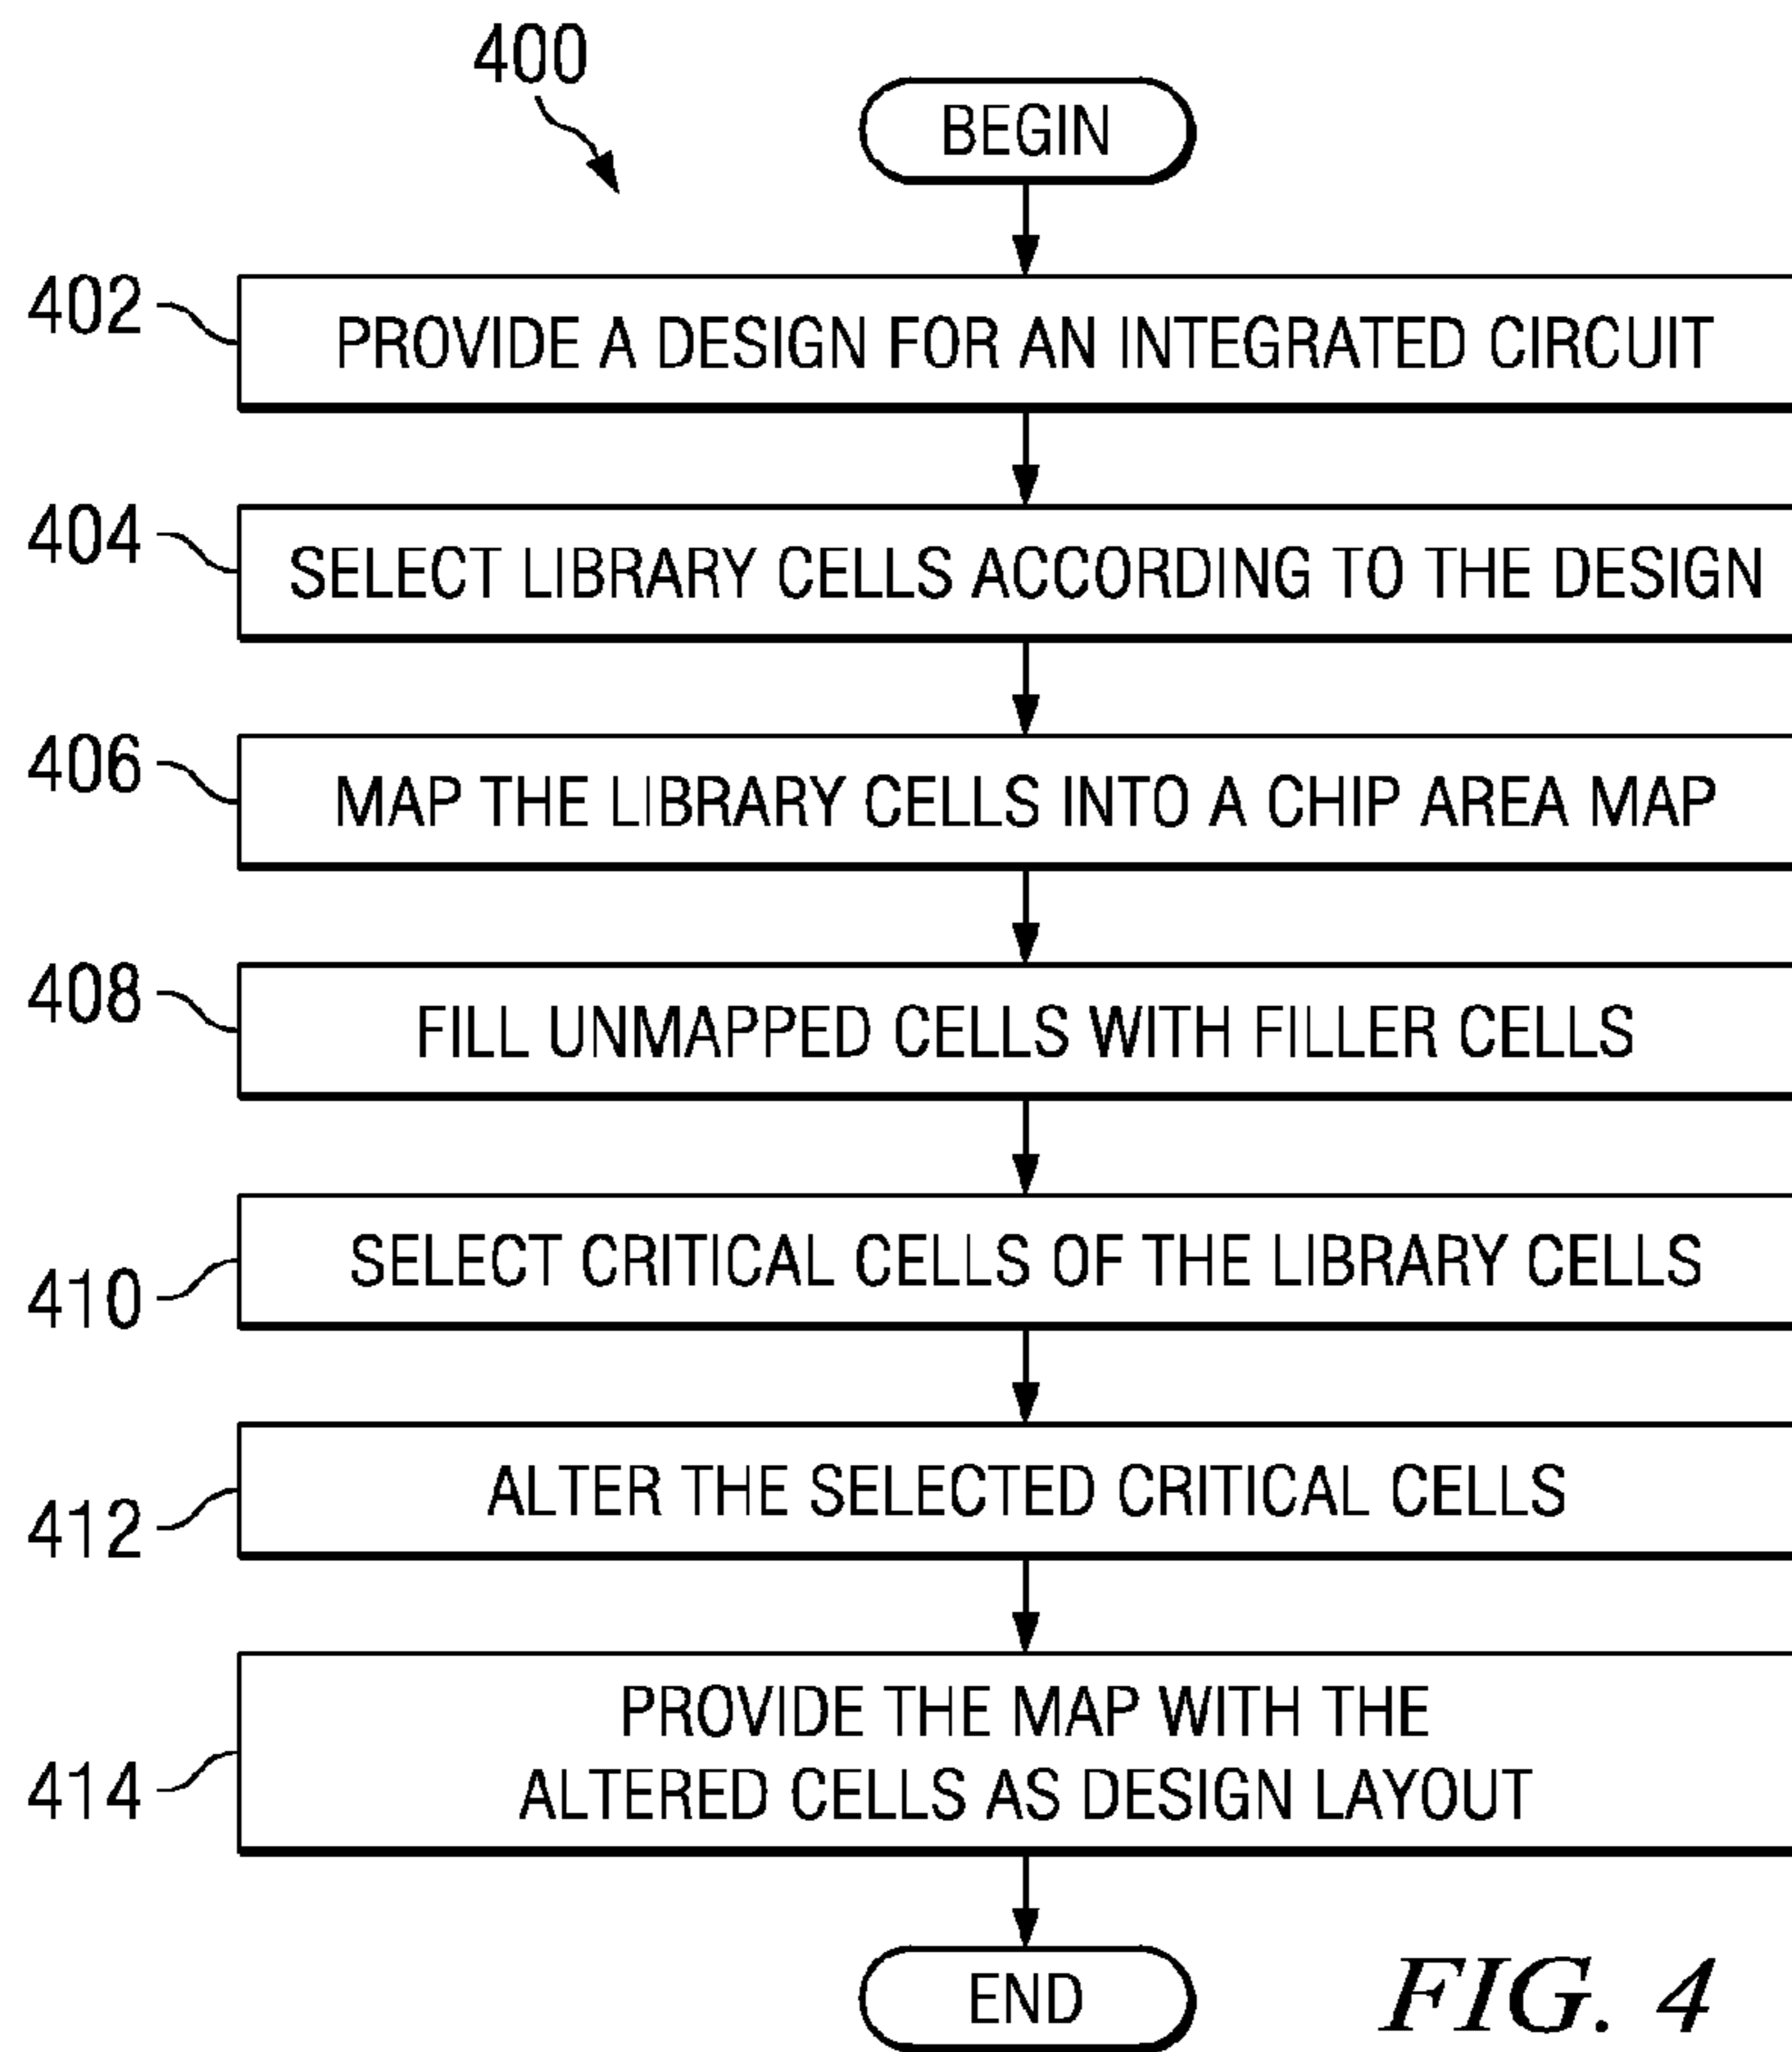 400
BEGIN
402
PROVIDE A DESIGN FOR AN INTEGRATED CIRCUIT
404
SELECT LIBRARY CELLS ACCORDING TO THE DESIGN
406
MAP THE LIBRARY CELLS INTO A CHIP AREA MAP
408
FILL UNMAPPED CELLS WITH FILLER CELLS
410
SELECT CRITICAL CELLS OF THE LIBRARY CELLS
412
ALTER THE SELECTED CRITICAL CELLS
414
PROVIDE THE MAP WITH THE
ALTERED CELLS AS DESIGN LAYOUT
END
FIG. 4